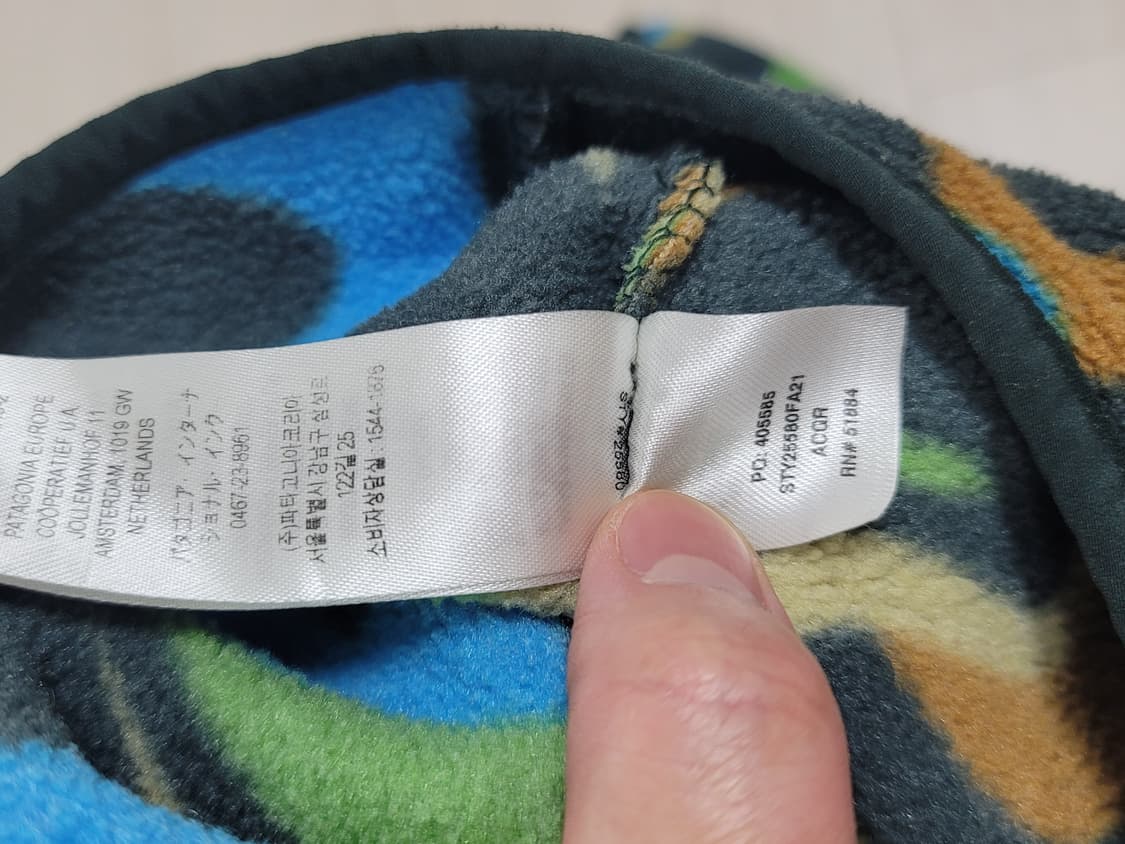 PATAGONIA EUROPE
COÖPERATIEF U/A
JOLLEMANHOF 11
AMSTERDAM, 1019 GW
NETHERLANDS
パタゴニア・インターナ
ショナル・インク
0467-23-8961
(주)파타고니아코리아
서울특별시 강남구 삼성로
122길 25
소비자상담실 : 1544-1876
PO: 405585
STY25580FA21
ACQR
RN# 51884